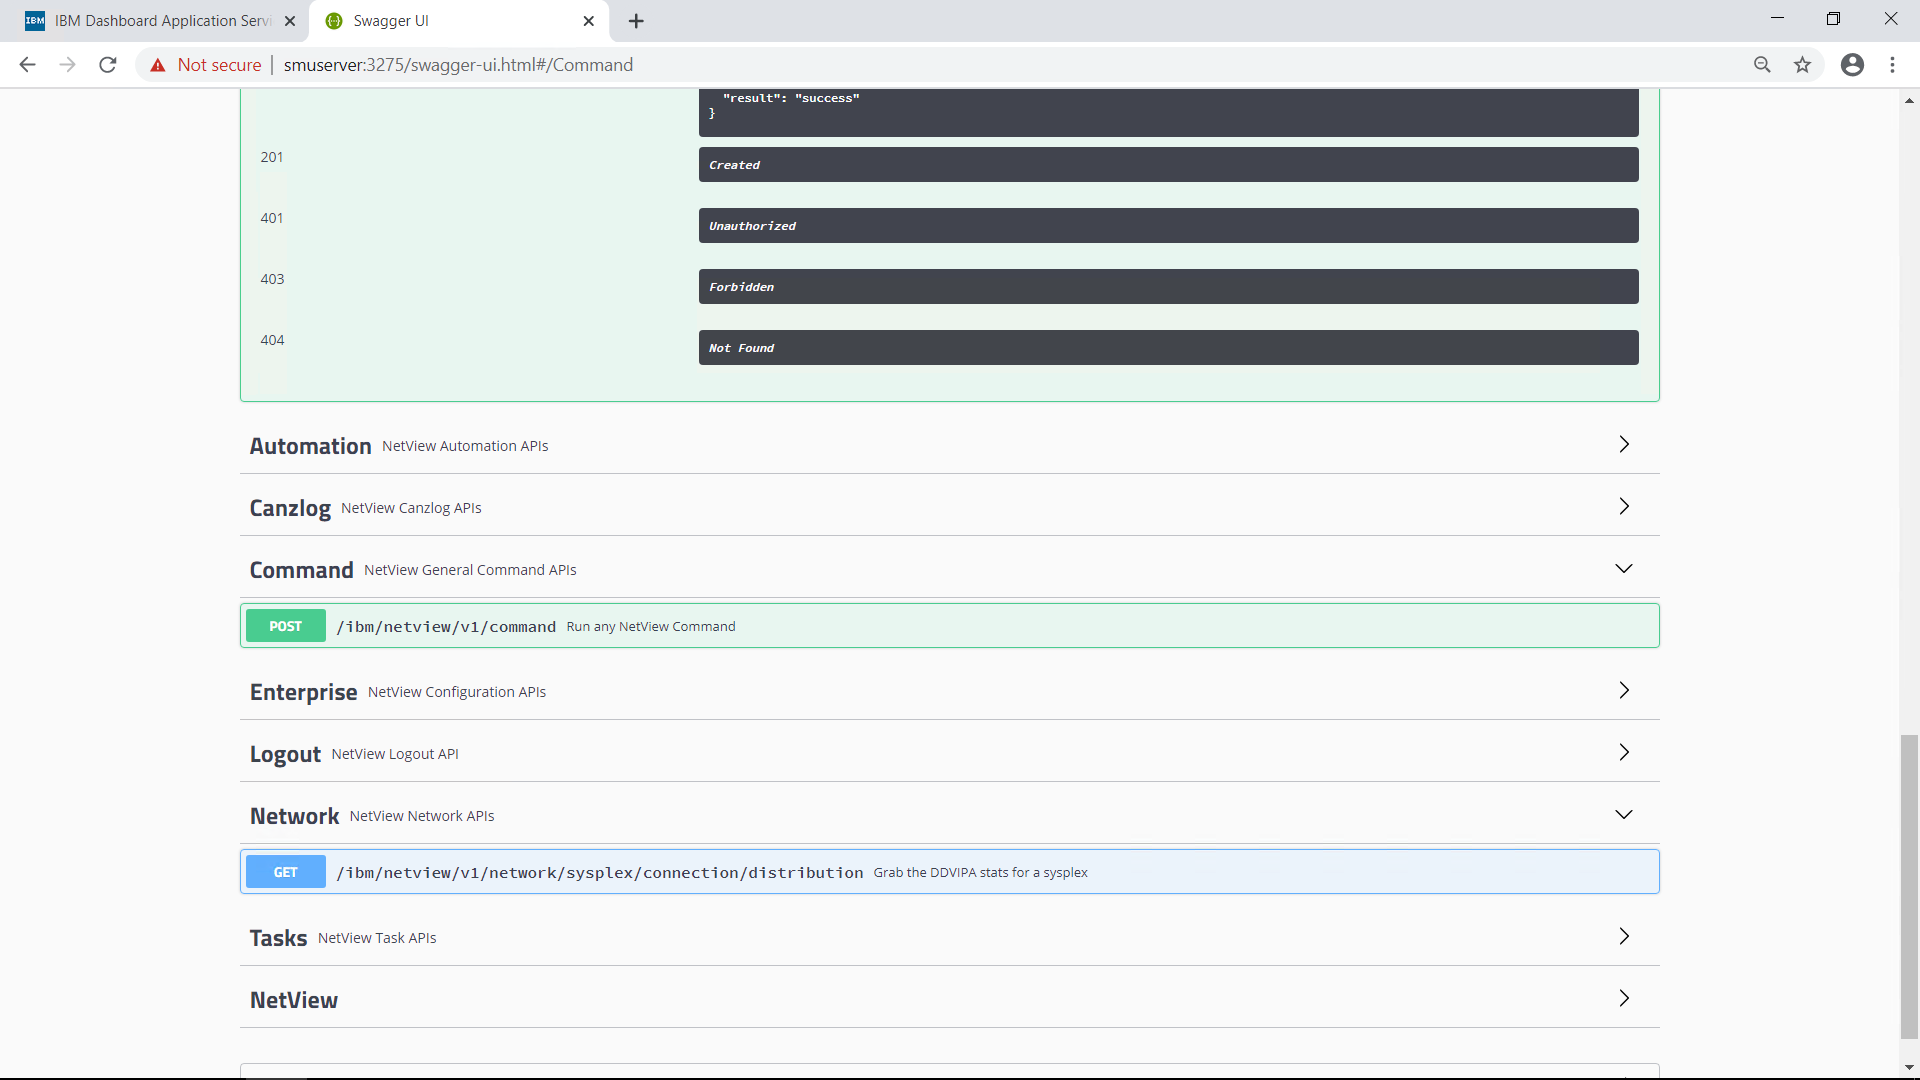 IBM IBM Dashboard Application Servi
Swagger UI
Not secure | smuserver:3275/swagger-ui.html#/Command
"result": "success"
}
201 Created
401 Unauthorized
403 Forbidden
404 Not Found
Automation NetView Automation APIs
Canzlog NetView Canzlog APIs
Command NetView General Command APIs
POST /ibm/netview/v1/command Run any NetView Command
Enterprise NetView Configuration APIs
Logout NetView Logout API
Network NetView Network APIs
GET /ibm/netview/v1/network/sysplex/connection/distribution Grab the DDVIPA stats for a sysplex
Tasks NetView Task APIs
NetView